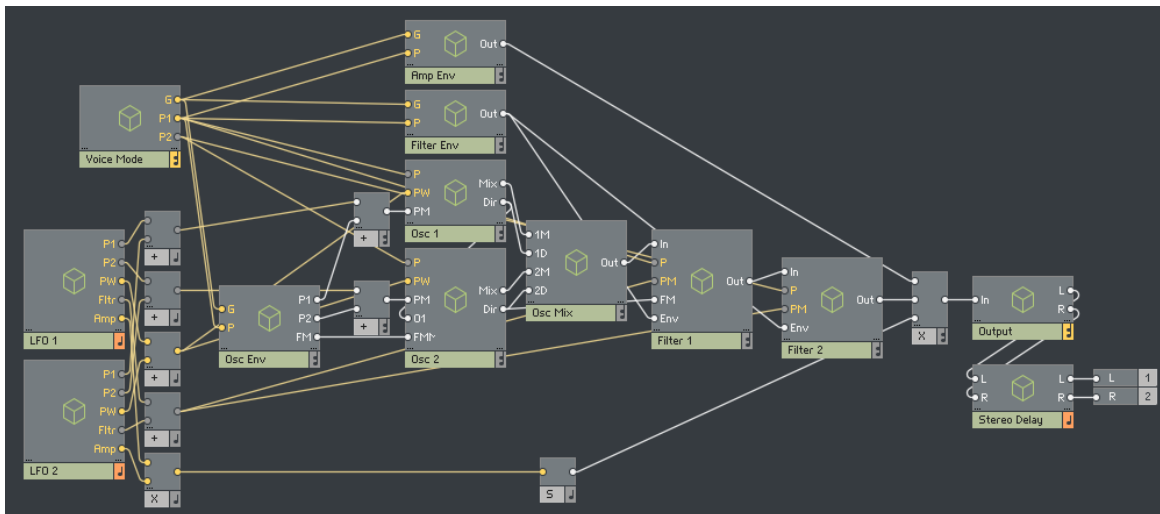 G
P
Out
Amp Env
G
P1
P2
Voice Mode
G
P
Out
Filter Env
P
PW
PM
Mix
Dir
Osc 1
+
P1
P2
PW
Fltr
Amp
LFO 1
+
+
+
+
X
G
P
P1
P2
FM
Osc Env
+
P
PW
PM
O1
FM
Mix
Dir
Osc 2
1M
1D
2M
2D
Out
Osc Mix
In
P
PM
FM
Env
Out
Filter 1
In
P
PM
Env
Out
Filter 2
X
In
L
R
Output
P1
P2
PW
Fltr
Amp
LFO 2
S
L
R
L
R
Stereo Delay
L 1
R 2